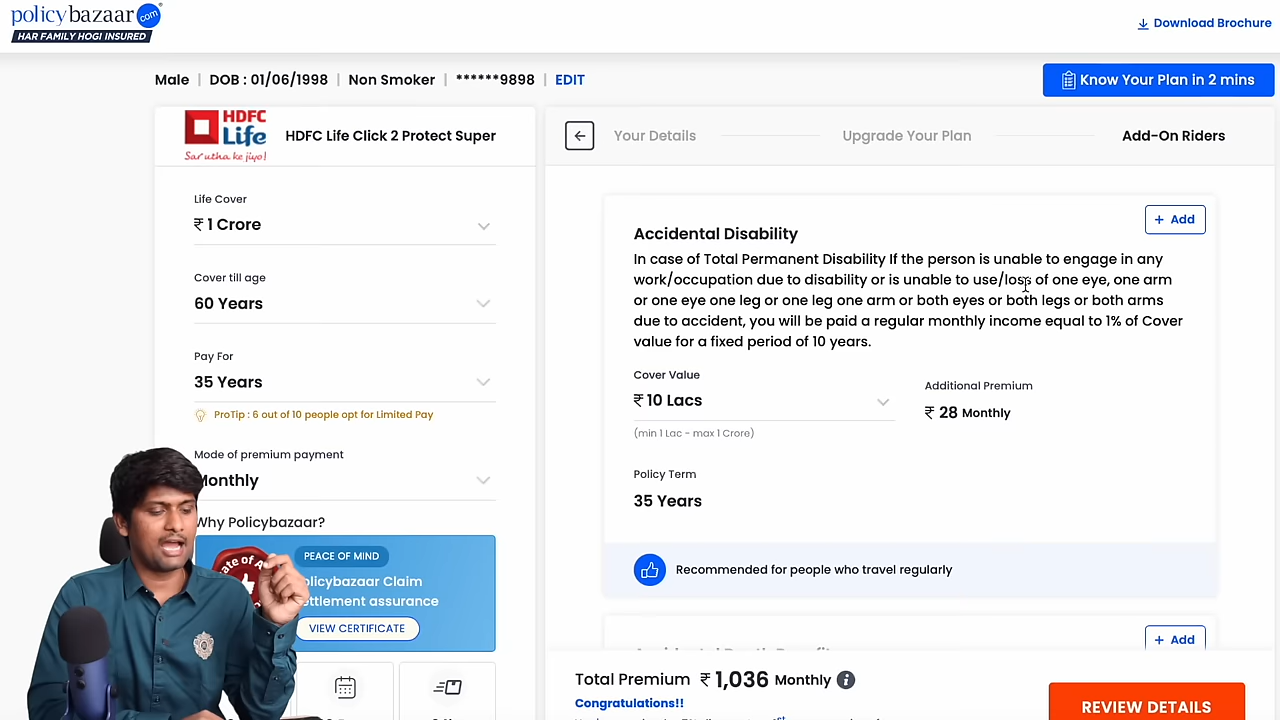 policybazaar.com
HAR FAMILY HOGI INSURED
Download Brochure
Male | DOB : 01/06/1998 | Non Smoker | ******9898 | EDIT
Know Your Plan in 2 mins
HDFC
Life
Sar utha ke jiyo!
HDFC Life Click 2 Protect Super
Life Cover
₹ 1 Crore
Cover till age
60 Years
Pay For
35 Years
ProTip : 6 out of 10 people opt for Limited Pay
Mode of premium payment
Monthly
Why Policybazaar?
PEACE OF MIND
olicybazaar Claim
ttlement assurance
VIEW CERTIFICATE
Your Details
Upgrade Your Plan
Add-On Riders
+ Add
Accidental Disability
In case of Total Permanent Disability If the person is unable to engage in any
work/occupation due to disability or is unable to use/loss of one eye, one arm
or one eye one leg or one leg one arm or both eyes or both legs or both arms
due to accident, you will be paid a regular monthly income equal to 1% of Cover
value for a fixed period of 10 years.
Cover Value
₹ 10 Lacs
(min 1 Lac - max 1 Crore)
Additional Premium
₹ 28 Monthly
Policy Term
35 Years
Recommended for people who travel regularly
+ Add
Total Premium ₹ 1,036 Monthly
Congratulations!!
REVIEW DETAILS